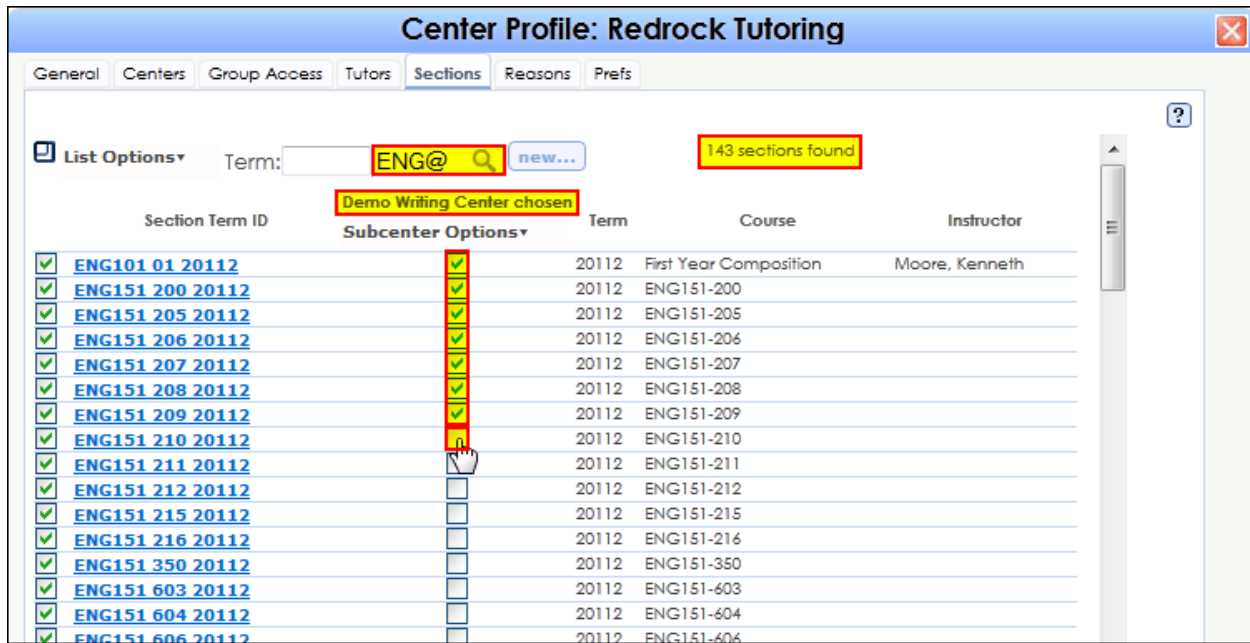 Center Profile: Redrock Tutoring
General Centers Group Access Tutors Sections Reasons Prefs
?
List Options▾ Term: ENG@ new... 143 sections found
Demo Writing Center chosen
Section Term ID Subcenter Options▾ Term Course Instructor
ENG101 01 20112 20112 First Year Composition Moore, Kenneth
ENG151 200 20112 20112 ENG151-200
ENG151 205 20112 20112 ENG151-205
ENG151 206 20112 20112 ENG151-206
ENG151 207 20112 20112 ENG151-207
ENG151 208 20112 20112 ENG151-208
ENG151 209 20112 20112 ENG151-209
ENG151 210 20112 20112 ENG151-210
ENG151 211 20112 20112 ENG151-211
ENG151 212 20112 20112 ENG151-212
ENG151 215 20112 20112 ENG151-215
ENG151 216 20112 20112 ENG151-216
ENG151 350 20112 20112 ENG151-350
ENG151 603 20112 20112 ENG151-603
ENG151 604 20112 20112 ENG151-604
ENG151 606 20112 20112 ENG151-606